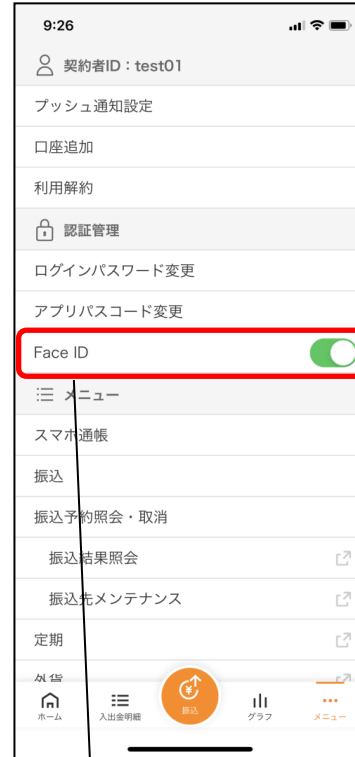 9:26
契約者ID：test01
プッシュ通知設定
口座追加
利用解約
認証管理
ログインパスワード変更
アプリパスコード変更
Face ID
メニュー
スマホ通帳
振込
振込予約照会・取消
振込結果照会
振込先メンテナンス
定期
外貨
ホーム
入出金明細
振込
グラフ
メニュー